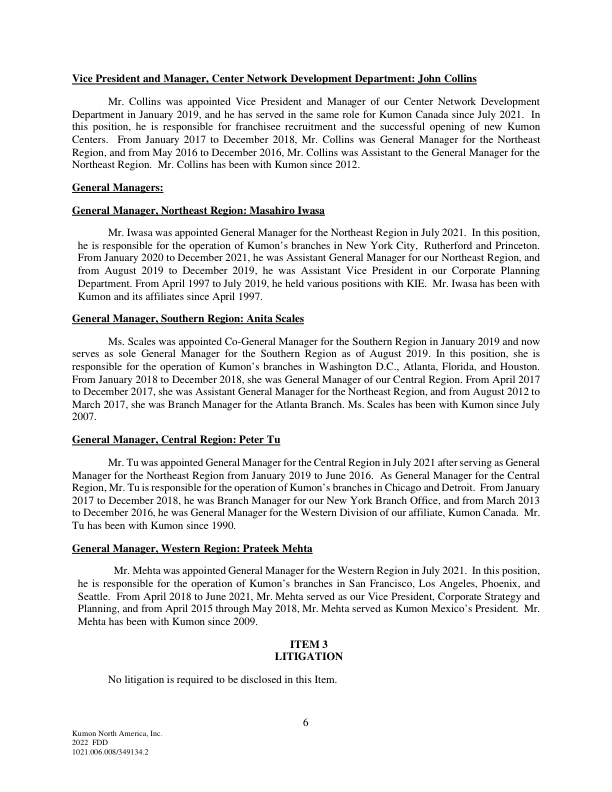 Vice President and Manager, Center Network Development Department: John Collins
Mr. Collins was appointed Vice President and Manager of our Center Network Development
Department in January 2019, and he has served in the same role for Kumon Canada since July 2021. In
this position, he is responsible for franchisee recruitment and the successful opening of new Kumon
Centers. From January 2017 to December 2018, Mr. Collins was General Manager for the Northeast
Region, and from May 2016 to December 2016, Mr. Collins was Assistant to the General Manager for the
Northeast Region. Mr. Collins has been with Kumon since 2012.
General Managers:
General Manager, Northeast Region: Masahiro Iwasa
Mr. Iwasa was appointed General Manager for the Northeast Region in July 2021. In this position,
he is responsible for the operation of Kumon's branches in New York City, Rutherford and Princeton.
From January 2020 to December 2021, he was Assistant General Manager for our Northeast Region, and
from August 2019 to December 2019, he was Assistant Vice President in our Corporate Planning
Department. From April 1997 to July 2019, he held various positions with KIE. Mr. Iwasa has been with
Kumon and its affiliates since April 1997.
General Manager, Southern Region: Anita Scales
Ms. Scales was appointed Co-General Manager for the Southern Region in January 2019 and now
serves as sole General Manager for the Southern Region as of August 2019. In this position, she is
responsible for the operation of Kumon's branches in Washington D.C., Atlanta, Florida, and Houston.
From January 2018 to December 2018, she was General Manager of our Central Region. From April 2017
to December 2017, she was Assistant General Manager for the Northeast Region, and from August 2012 to
March 2017, she was Branch Manager for the Atlanta Branch. Ms. Scales has been with Kumon since July
2007.
General Manager, Central Region: Peter Tu
Mr. Tu was appointed General Manager for the Central Region in July 2021 after serving as General
Manager for the Northeast Region from January 2019 to June 2016. As General Manager for the Central
Region, Mr. Tu is responsible for the operation of Kumon's branches in Chicago and Detroit. From January
2017 to December 2018, he was Branch Manager for our New York Branch Office, and from March 2013
to December 2016, he was General Manager for the Western Division of our affiliate, Kumon Canada. Mr.
Tu has been with Kumon since 1990.
General Manager, Western Region: Prateek Mehta
Mr. Mehta was appointed General Manager for the Western Region in July 2021. In this position,
he is responsible for the operation of Kumon's branches in San Francisco, Los Angeles, Phoenix, and
Seattle. From April 2018 to June 2021, Mr. Mehta served as our Vice President, Corporate Strategy and
Planning, and from April 2015 through May 2018, Mr. Mehta served as Kumon Mexico's President. Mr.
Mehta has been with Kumon since 2009.
ITEM 3
LITIGATION
No litigation is required to be disclosed in this Item.
6
Kumon North America, Inc.
2022 FDD
1021.006.008/349134.2